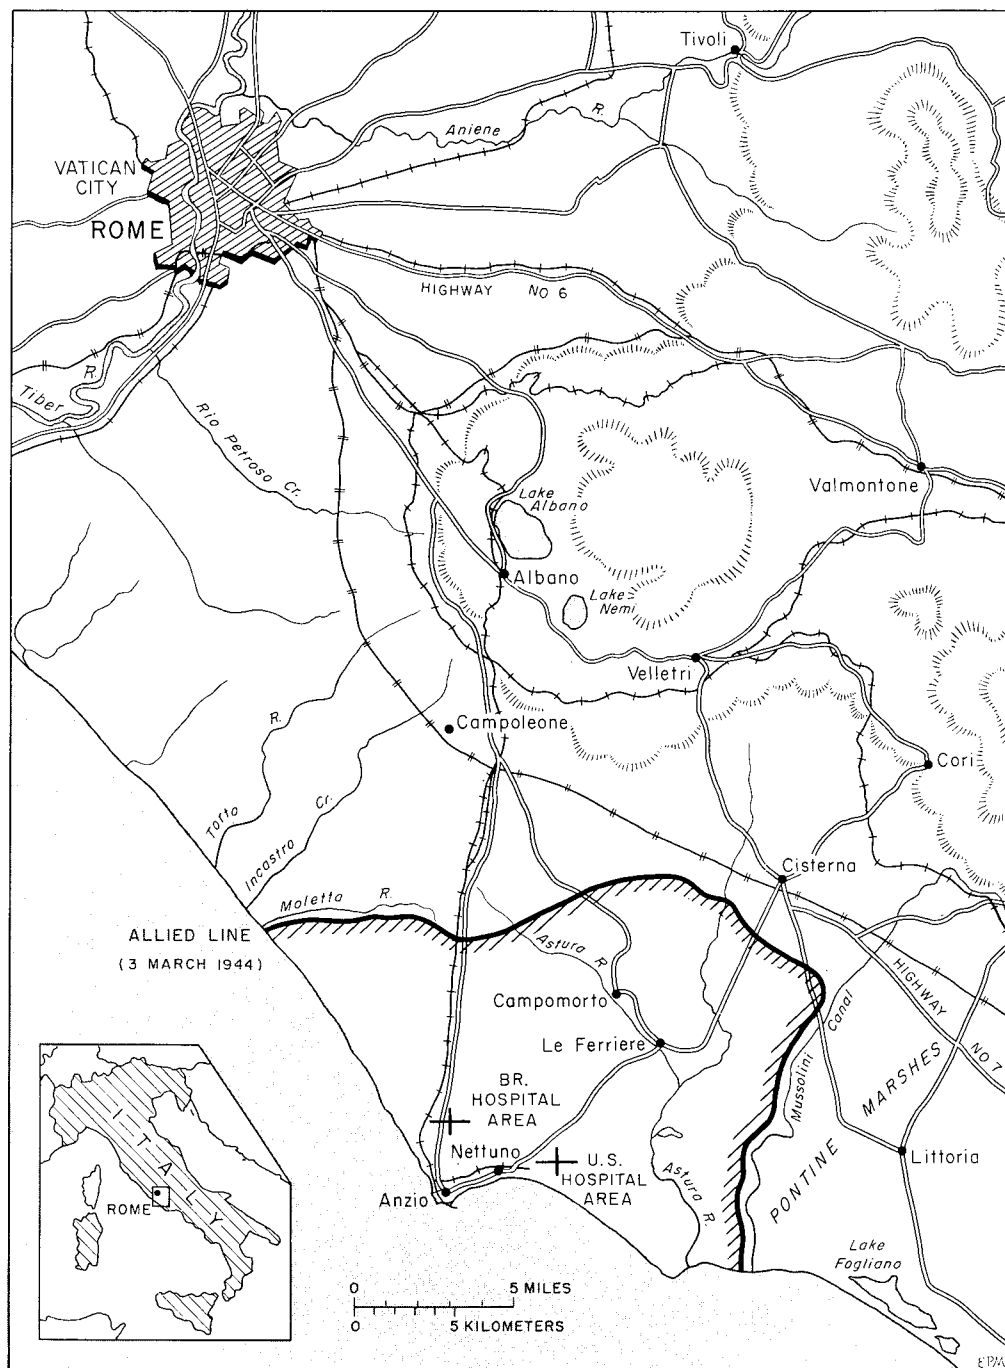 Tivoli
R.
Aniene
VATICAN
CITY
ROME
HIGHWAY NO 6
R.
Tiber
Rio Petroso Cr.
Valmontone
Lake
Albano
Albano
Lake
Nemi
Velletri
R.
Campoleone
Cori
Cr.
Torto
Incastro
Cisterna
Moletta R.
ALLIED LINE
(3 MARCH 1944)
Astura R
HIGHWAY
NO 7
Campomorto
Canal
Le Ferriere
Mussolini
MARSHES
PONTINE
BR.
HOSPITAL
AREA
Nettuno
U.S.
HOSPITAL
AREA
Littoria
Anzio
Astura R.
ITALY
ROME
Lake
Fogliano
0 5 MILES
0 5 KILOMETERS